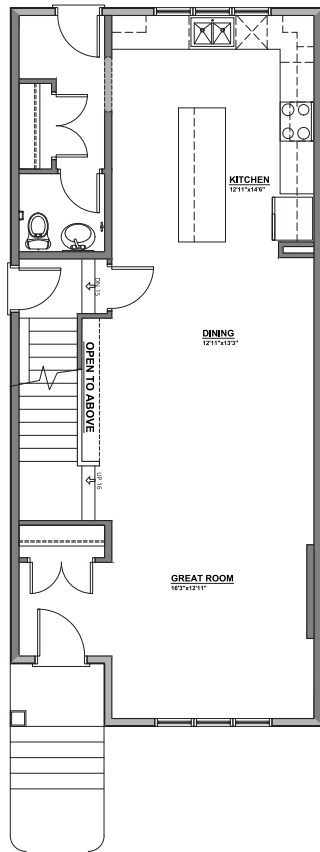 KITCHEN
12'11"x14'6"
DN 15
DINING
12'11"x13'3"
OPEN TO ABOVE
UP 16
GREAT ROOM
16'3"x12'11"